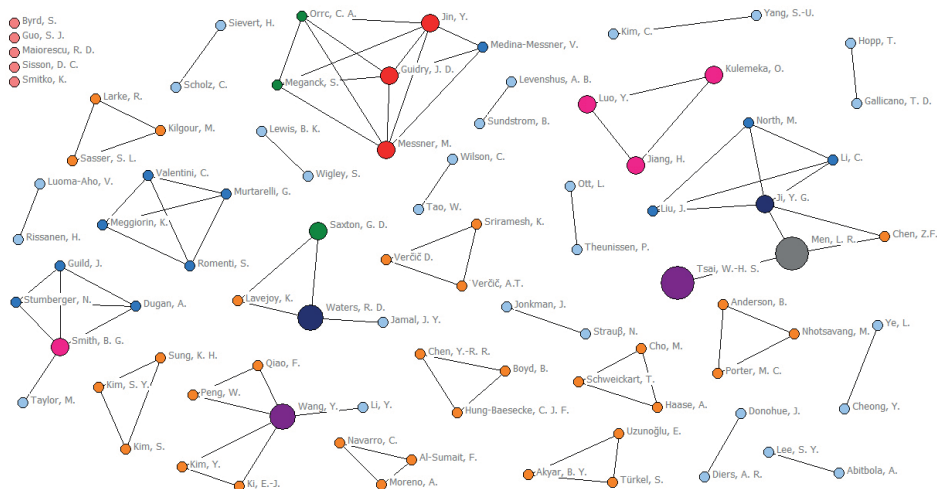 Byrd, S.
Guo, S. J.
Maiorescu, R. D.
Sisson, D. C.
Smitko, K.
Sievert, H.
Scholz, C.
Orrc, C. A.
Jin, Y.
Medina-Messner, V.
Guidry, J. D.
Meganck, S.
Messner, M.
Kim, C.
Yang, S.-U.
Hopp, T.
Gallicano, T. D.
Levenshus, A. B.
Sundstrom, B.
Kulemeka, O.
Luo, Y.
Jiang, H.
Larke, R.
Kilgour, M.
Sasser, S. L.
Lewis, B. K.
Wigley, S.
Wilson, C.
Tao, W.
North, M.
Li, C.
Liu, J.
Ji, Y. G.
Men, L. R.
Chen, Z.F.
Tsai, W.-H. S.
Luoma-Aho, V.
Rissanen, H.
Valentini, C.
Murtarelli, G.
Meggiorin, K.
Romenti, S.
Ott, L.
Theunissen, P.
Saxton, G. D.
Lavejoy, K.
Waters, R. D.
Jamal, J. Y.
Sriramesh, K.
Verčič D.
Verčič, A.T.
Guild, J.
Stumberger, N.
Dugan, A.
Smith, B. G.
Taylor, M.
Jonkman, J.
Strauβ, N.
Anderson, B.
Nhotsavang, M.
Porter, M. C.
Ye, L.
Cheong, Y.
Sung, K. H.
Kim, S. Y.
Kim, S.
Qiao, F.
Peng, W.
Wang, Y.
Li, Y.
Kim, Y.
Ki, E.-J.
Chen, Y.-R. R.
Boyd, B.
Hung-Baesecke, C. J. F.
Cho, M.
Schweickart, T.
Haase, A.
Navarro, C.
Al-Sumait, F.
Moreno, A.
Uzunoğlu, E.
Akyar, B. Y.
Türkel, S.
Donohue, J.
Diers, A. R.
Lee, S. Y.
Abitbola, A.